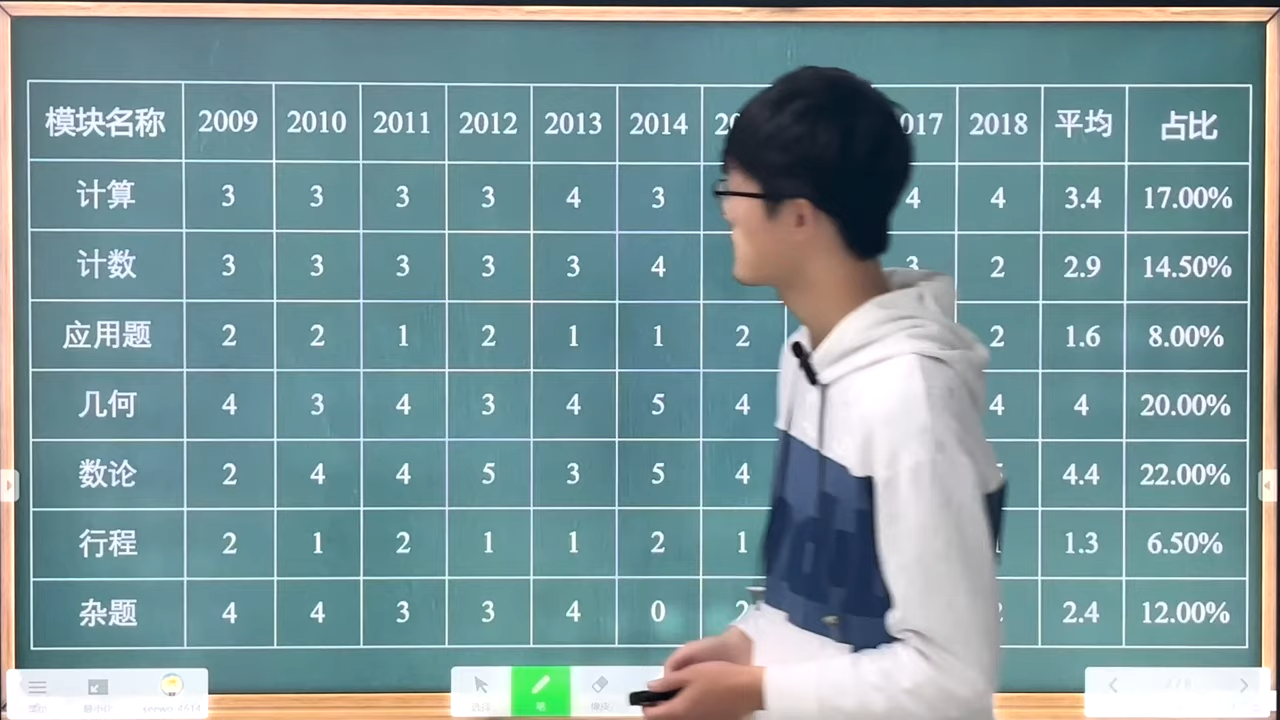 模块名称 2009 2010 2011 2012 2013 2014 2018 平均 占比
计算 3 3 3 3 4 3 4 4 3.4 17.00%
计数 3 3 3 3 3 4 3 2 2.9 14.50%
应用题 2 2 1 2 1 1 2 2 1.6 8.00%
几何 4 3 4 3 4 5 4 4 4 20.00%
数论 2 4 4 5 3 5 4 4.4 22.00%
行程 2 1 2 1 1 2 1 1.3 6.50%
杂题 4 4 3 3 4 0 2 2.4 12.00%
选择 笔